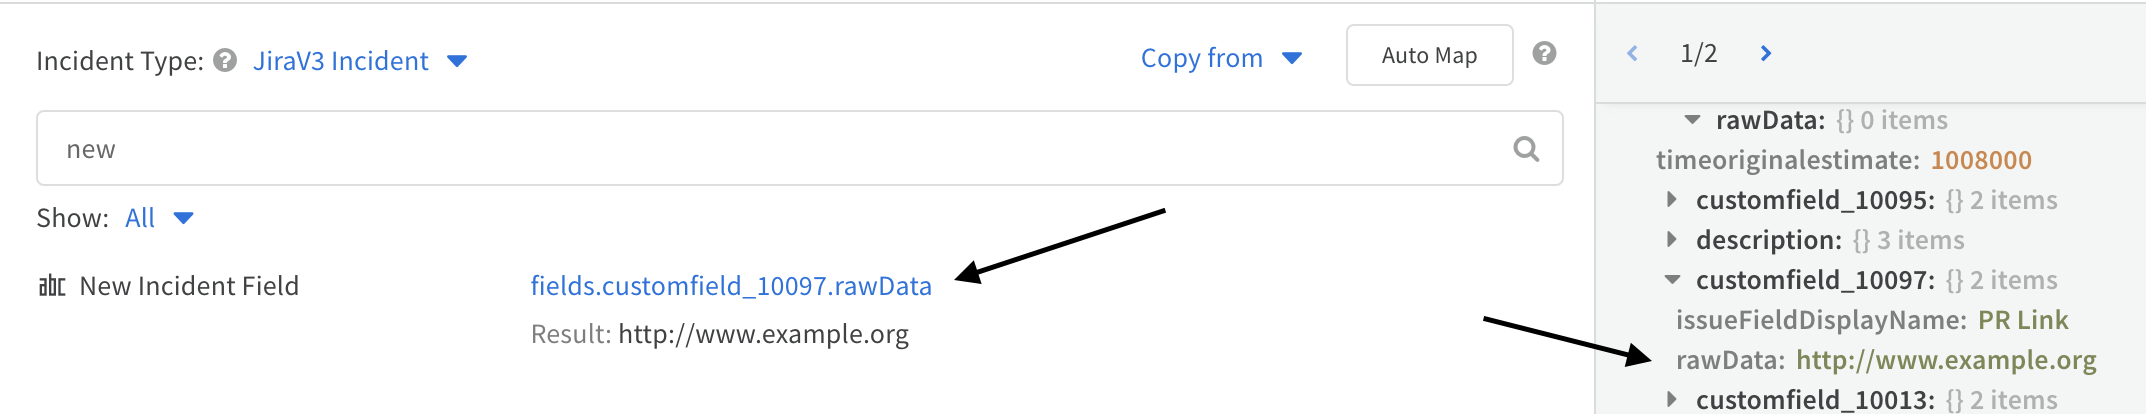 Incident Type: ? JiraV3 Incident
Copy from
Auto Map
?
new
Show: All
abc New Incident Field
fields.customfield_10097.rawData
Result: http://www.example.org
1/2
rawData: {} 0 items
timeoriginalestimate: 1008000
customfield_10095: {} 2 items
description: {} 3 items
customfield_10097: {} 2 items
issueFieldDisplayName: PR Link
rawData: http://www.example.org
customfield_10013: {} 2 items